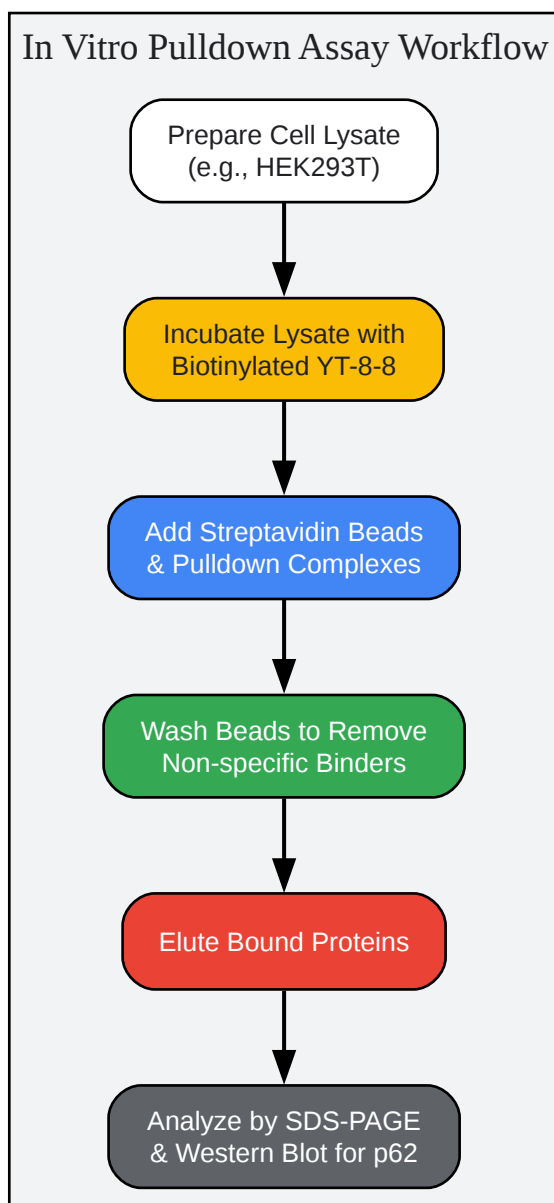 In Vitro Pulldown Assay Workflow
Prepare Cell Lysate
(e.g., HEK293T)
Incubate Lysate with
Biotinylated YT-8-8
Add Streptavidin Beads
& Pulldown Complexes
Wash Beads to Remove
Non-specific Binders
Elute Bound Proteins
Analyze by SDS-PAGE
& Western Blot for p62